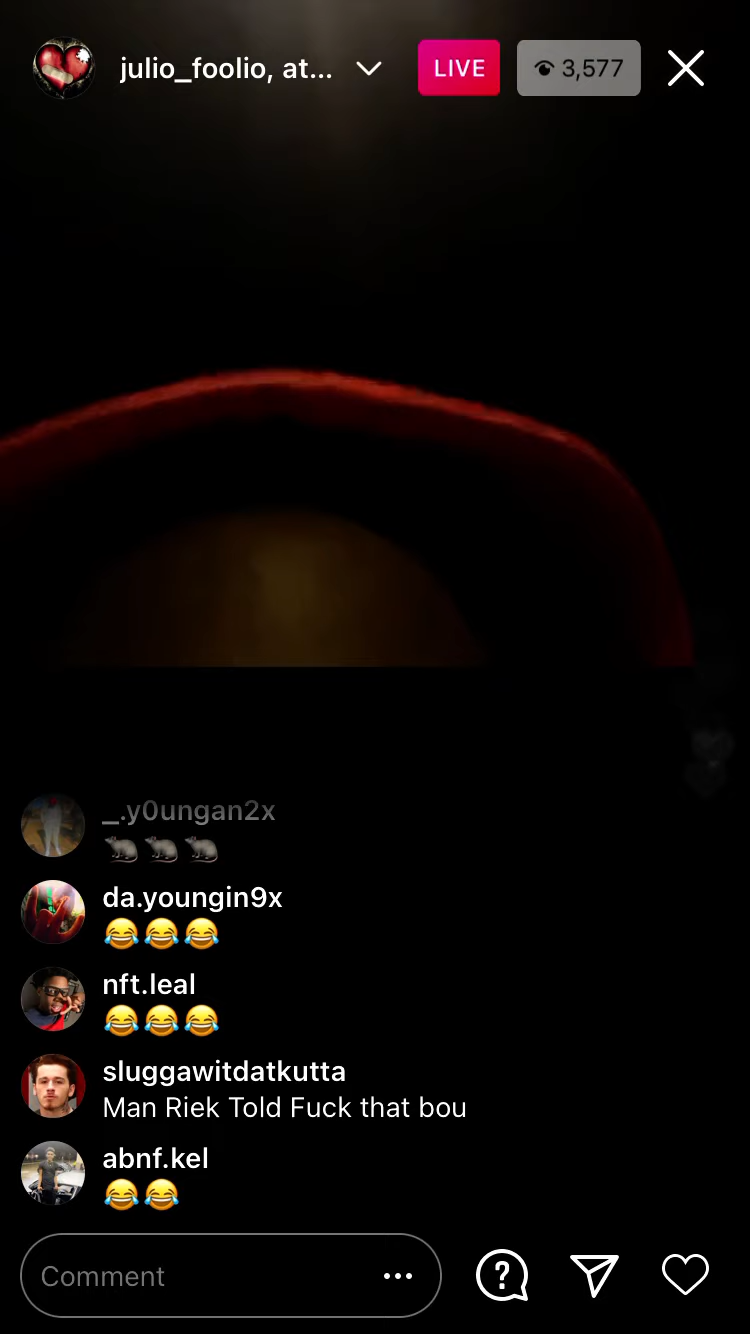 julio_foolio, at...
LIVE
3,577
_.y0ungan2x
🐀🐀🐀
da.youngin9x
😂😂😂
nft.leal
😂😂😂
sluggawitdatkutta
Man Riek Told Fuck that bou
abnf.kel
😂😂
Comment